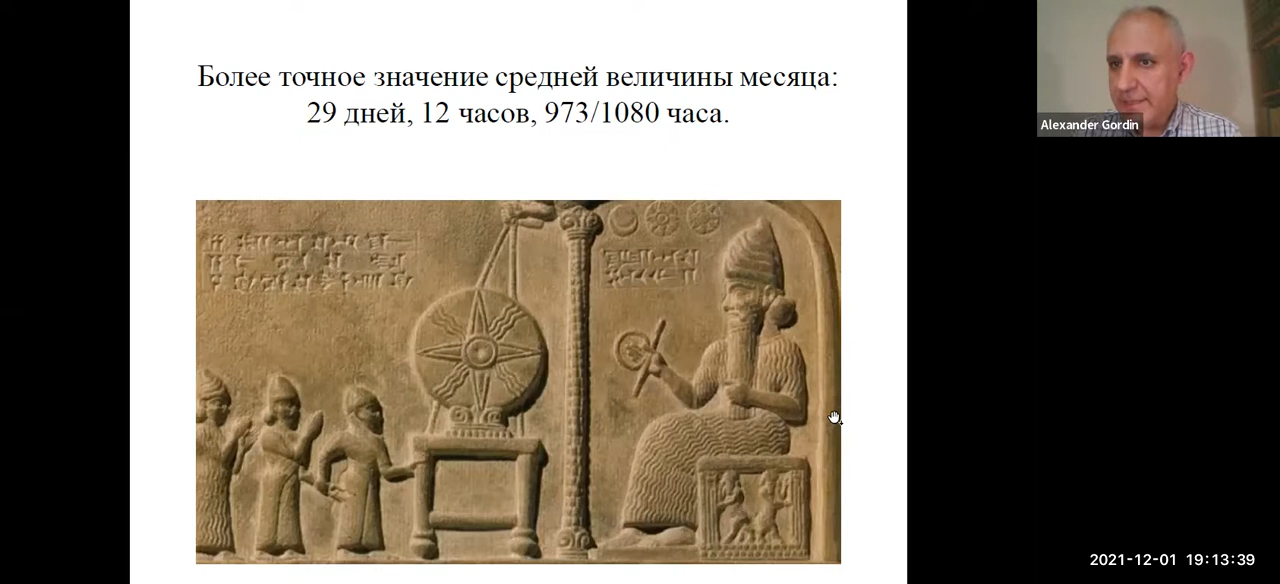 Более точное значение средней величины месяца:
29 дней, 12 часов, 973/1080 часа.
Alexander Gordin
2021-12-01 19:13:39